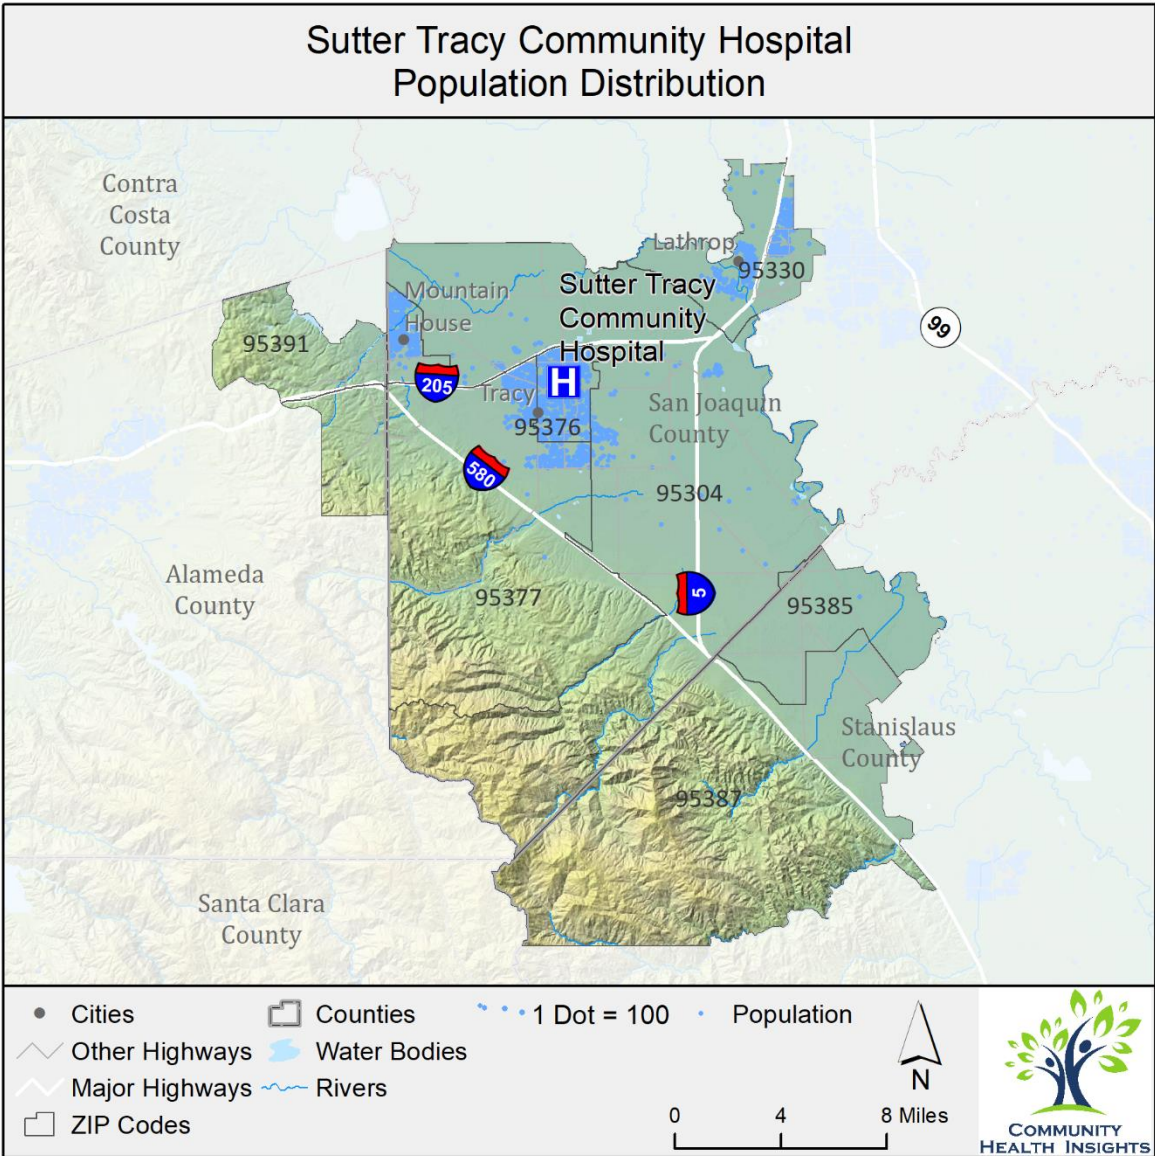 Sutter Tracy Community Hospital
Population Distribution
Contra
Costa
County
Lathrop
95330
Sutter Tracy
Community
Hospital
Mountain
House
99
95391
205
H
Tracy
San Joaquin
County
95376
580
95304
Alameda
County
95377
5
95385
Stanislaus
County
95387
Santa Clara
County
Cities
Counties
1 Dot = 100
Population
Other Highways
Water Bodies
Major Highways
Rivers
ZIP Codes
N
0 4 8 Miles
COMMUNITY
HEALTH INSIGHTS